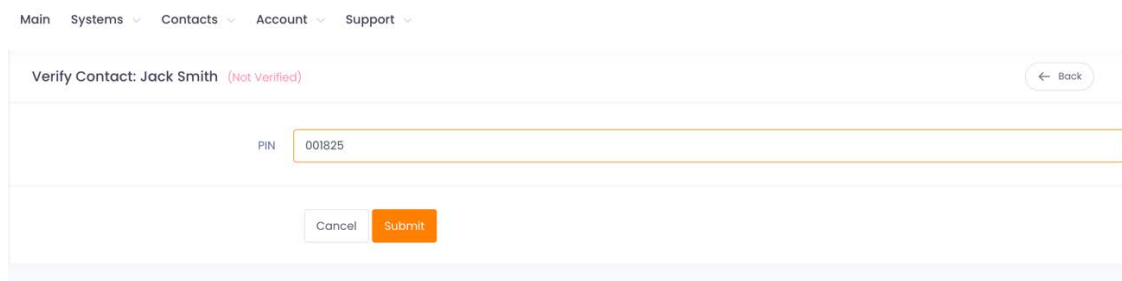 Main Systems Contacts Account Support
Verify Contact: Jack Smith (Not Verified) Back
PIN 001825
Cancel Submit